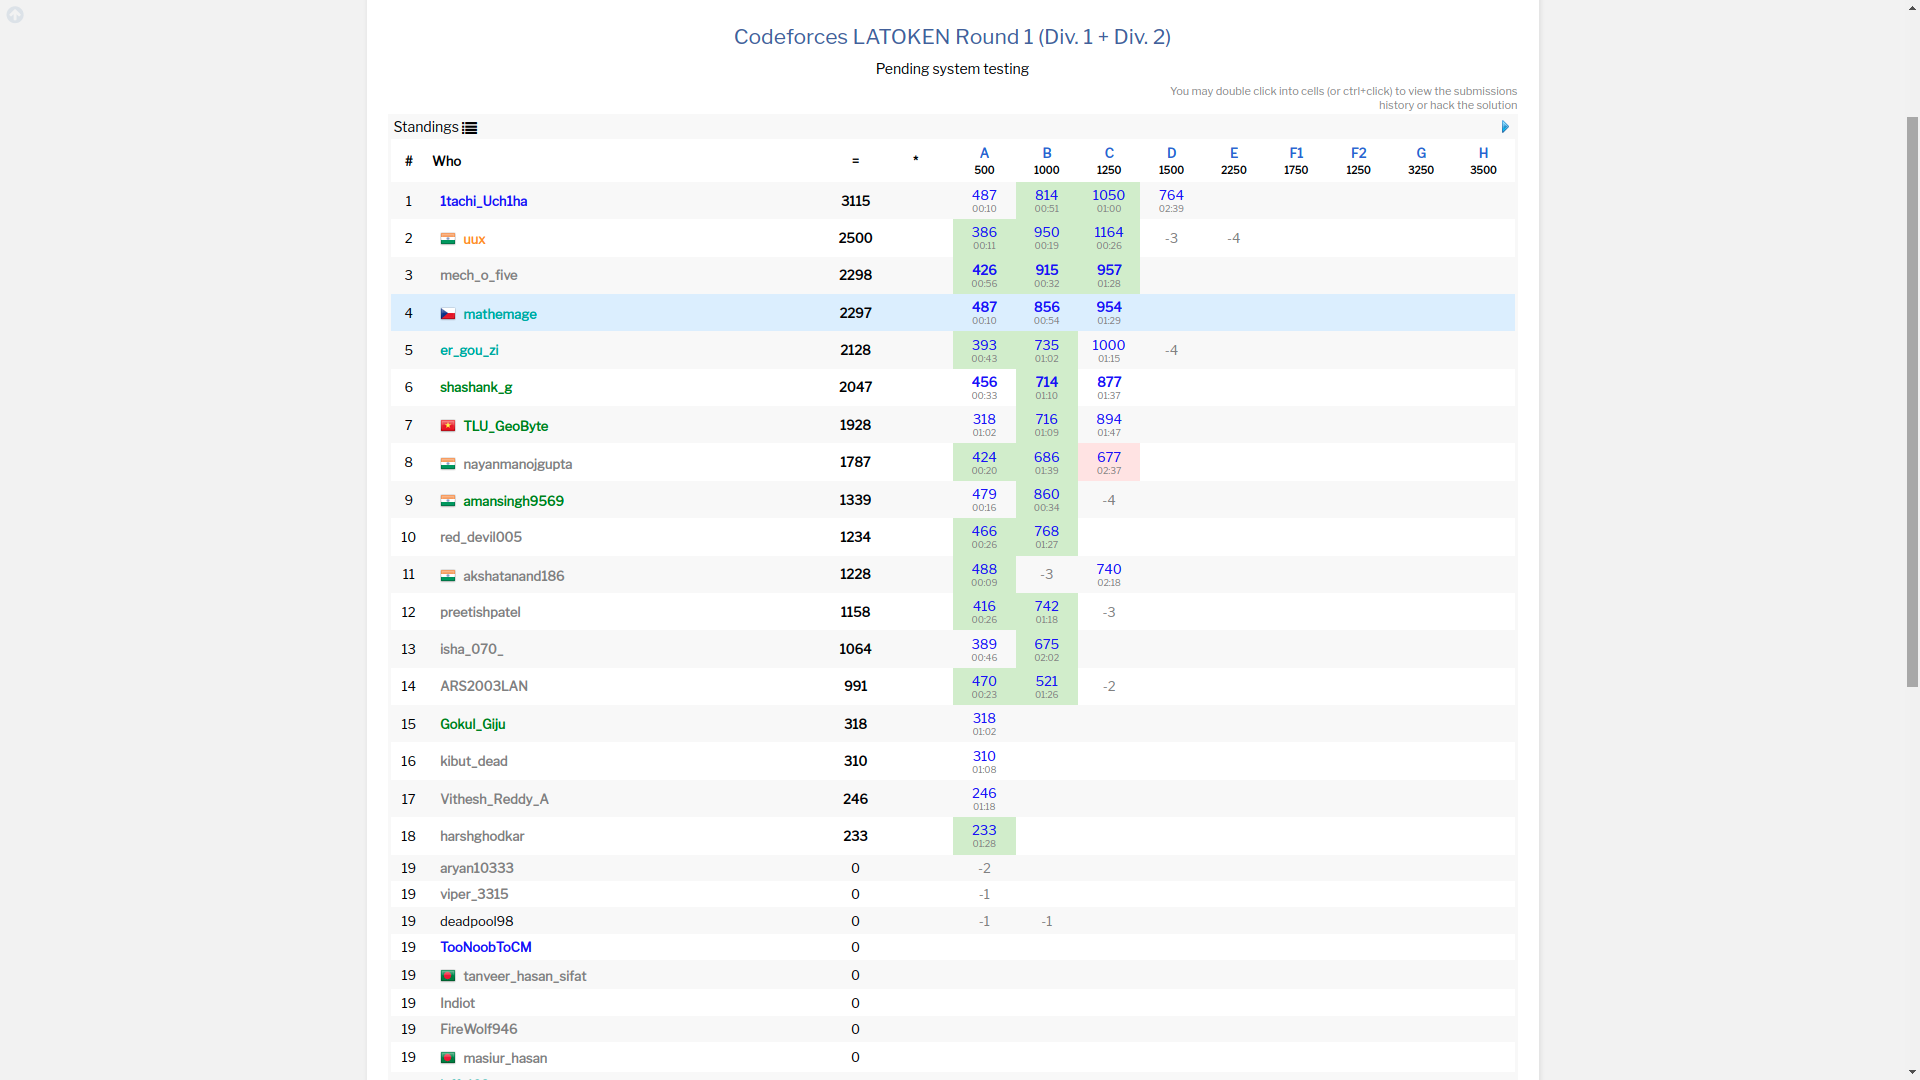 Codeforces LATOKEN Round 1 (Div. 1 + Div. 2)
Pending system testing
You may double click into cells (or ctrl+click) to view the submissions
history or hack the solution
Standings
# Who = * A B C D E F1 F2 G H
500 1000 1250 1500 2250 1750 1250 3250 3500
1 1tachi_Uch1ha 3115 487 814 1050 764
00:10 00:51 01:00 02:39
2 uux 2500 386 950 1164 -3 -4
00:11 00:19 00:26
3 mech_o_five 2298 426 915 957
00:56 00:32 01:28
4 mathemage 2297 487 856 954
00:10 00:54 01:29
5 er_gou_zi 2128 393 735 1000 -4
00:43 01:02 01:15
6 shashank_g 2047 456 714 877
00:33 01:10 01:37
7 TLU_GeoByte 1928 318 716 894
01:02 01:09 01:47
8 nayanmanojgupta 1787 424 686 677
00:20 01:39 02:37
9 amansingh9569 1339 479 860 -4
00:16 00:34
10 red_devil005 1234 466 768
00:26 01:27
11 akshatanand186 1228 488 -3 740
00:09 02:18
12 preetishpatel 1158 416 742 -3
00:26 01:18
13 isha_070_ 1064 389 675
00:46 02:02
14 ARS2003LAN 991 470 521 -2
00:23 01:26
15 Gokul_Giju 318 318
01:02
16 kibut_dead 310 310
01:08
17 Vithesh_Reddy_A 246 246
01:18
18 harshghodkar 233 233
01:28
19 aryan10333 0 -2
19 viper_3315 0 -1
19 deadpool98 0 -1 -1
19 TooNoobToCM 0
19 tanveer_hasan_sifat 0
19 Indiot 0
19 FireWolf946 0
19 masiur_hasan 0